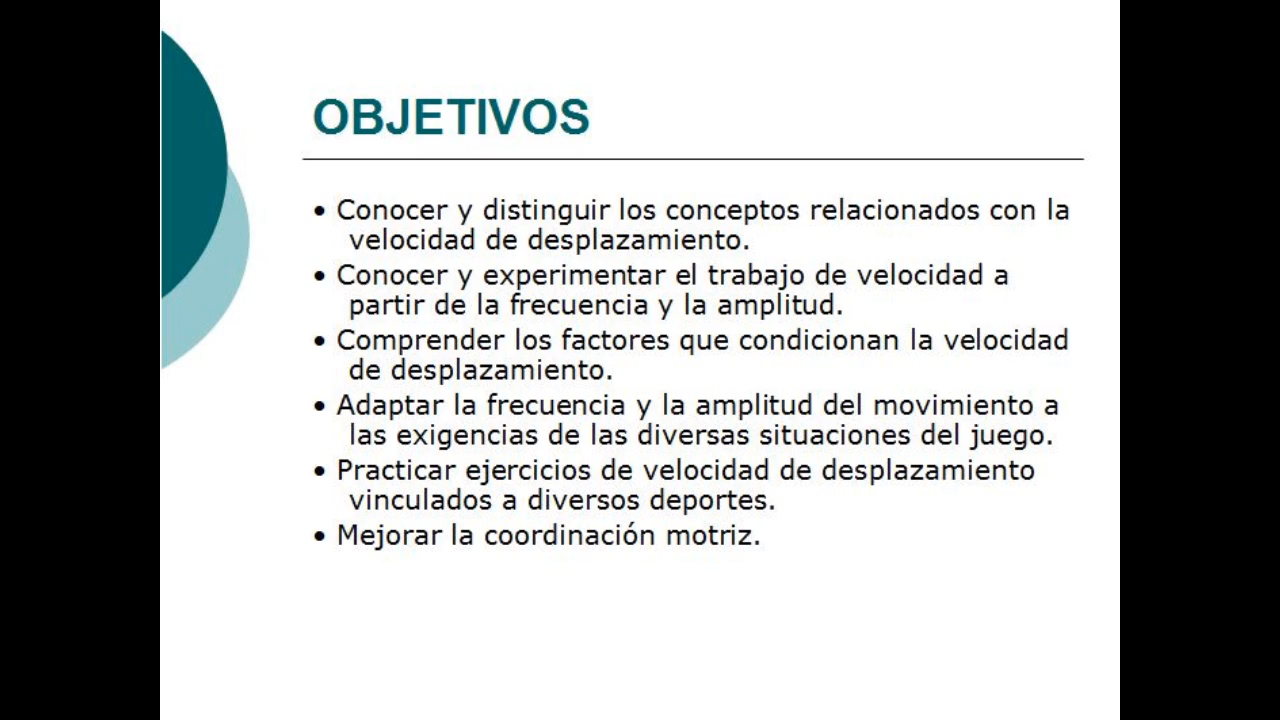 OBJETIVOS
• Conocer y distinguir los conceptos relacionados con la
velocidad de desplazamiento.
• Conocer y experimentar el trabajo de velocidad a
partir de la frecuencia y la amplitud.
• Comprender los factores que condicionan la velocidad
de desplazamiento.
• Adaptar la frecuencia y la amplitud del movimiento a
las exigencias de las diversas situaciones del juego.
• Practicar ejercicios de velocidad de desplazamiento
vinculados a diversos deportes.
• Mejorar la coordinación motriz.